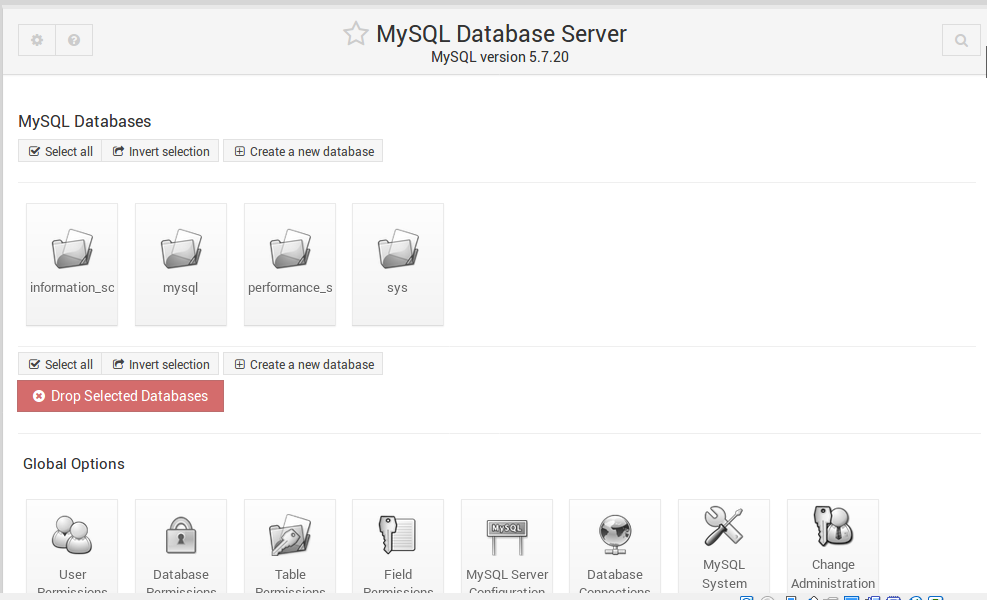 MySQL Database Server
MySQL version 5.7.20
MySQL Databases
Select all Invert selection Create a new database
information_sc mysql performance_s sys
Select all Invert selection Create a new database
Drop Selected Databases
Global Options
MySQL
User Database Table Field MySQL Server Database MySQL Change
Permissions Permissions Permissions Permissions Configuration Connections System Administration